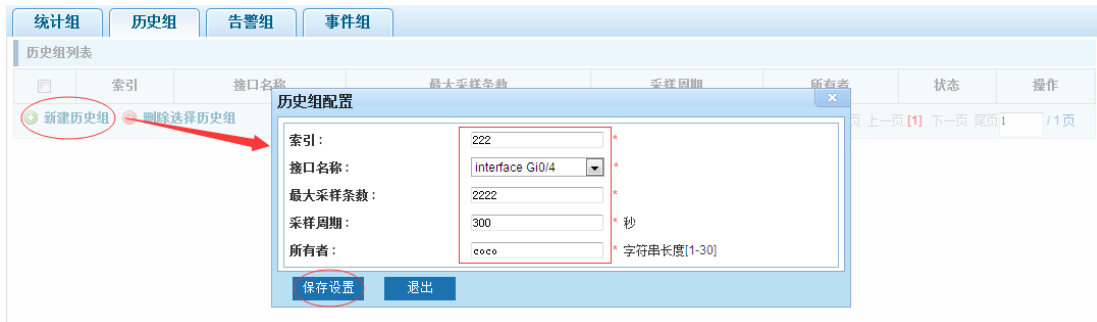 统计组 历史组 告警组 事件组
历史组列表
索引 接口名称 最大采样条数 采样周期 所有者 状态 操作
新建历史组 删除选择历史组 页 上一页 [1] 下一页 尾页 1 / 1 页
历史组配置 x
索引： 222 *
接口名称： interface Gi0/4 *
最大采样条数： 2222 *
采样周期： 300 * 秒
所有者： coco * 字符串长度[1-30]
保存设置 退出